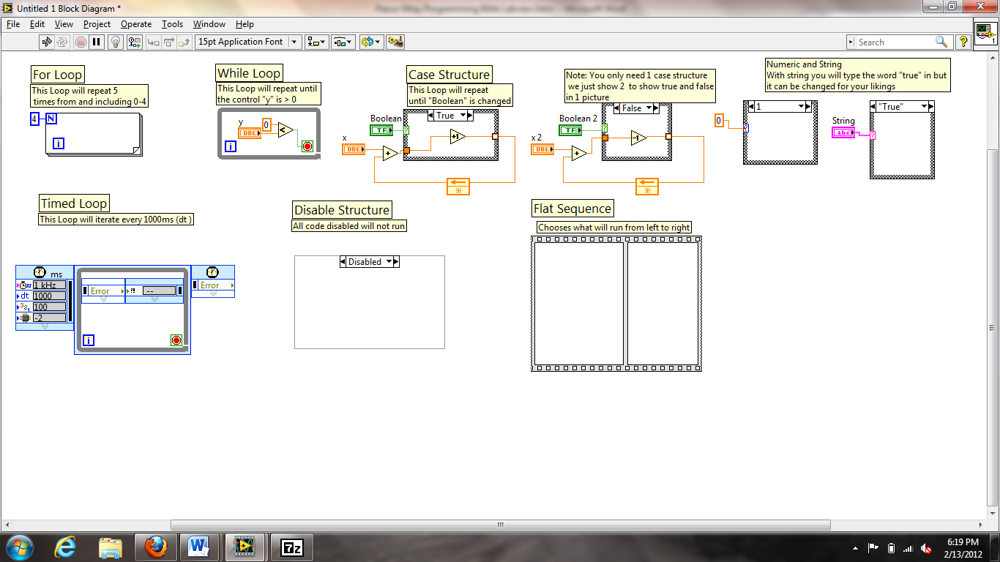 Untitled 1 Block Diagram *
File Edit View Project Operate Tools Window Help
15pt Application Font
Search
1
For Loop
This Loop will repeat 5
times from and including 0-4
4
N
i
While Loop
This Loop will repeat until
the control "y" is > 0
y
0
DBL
<
i
Case Structure
This Loop will repeat
until "Boolean" is changed
Boolean
True
TF
?
x
DBL
+
+1
Note: You only need 1 case structure
we just show 2 to show true and false
in 1 picture
Boolean 2
False
TF
?
x 2
DBL
+
-1
Numeric and String
With string you will type the word "true" in but
it can be changed for your likings
0
1
?
String
abc
"True"
?
Timed Loop
This Loop will iterate every 1000ms (dt )
ms
1 kHz
dt 1000
321 100
-2
Error
?! --
i
Error
Disable Structure
All code disabled will not run
Disabled
Flat Sequence
Chooses what will run from left to right
W
7z
6:19 PM
2/13/2012